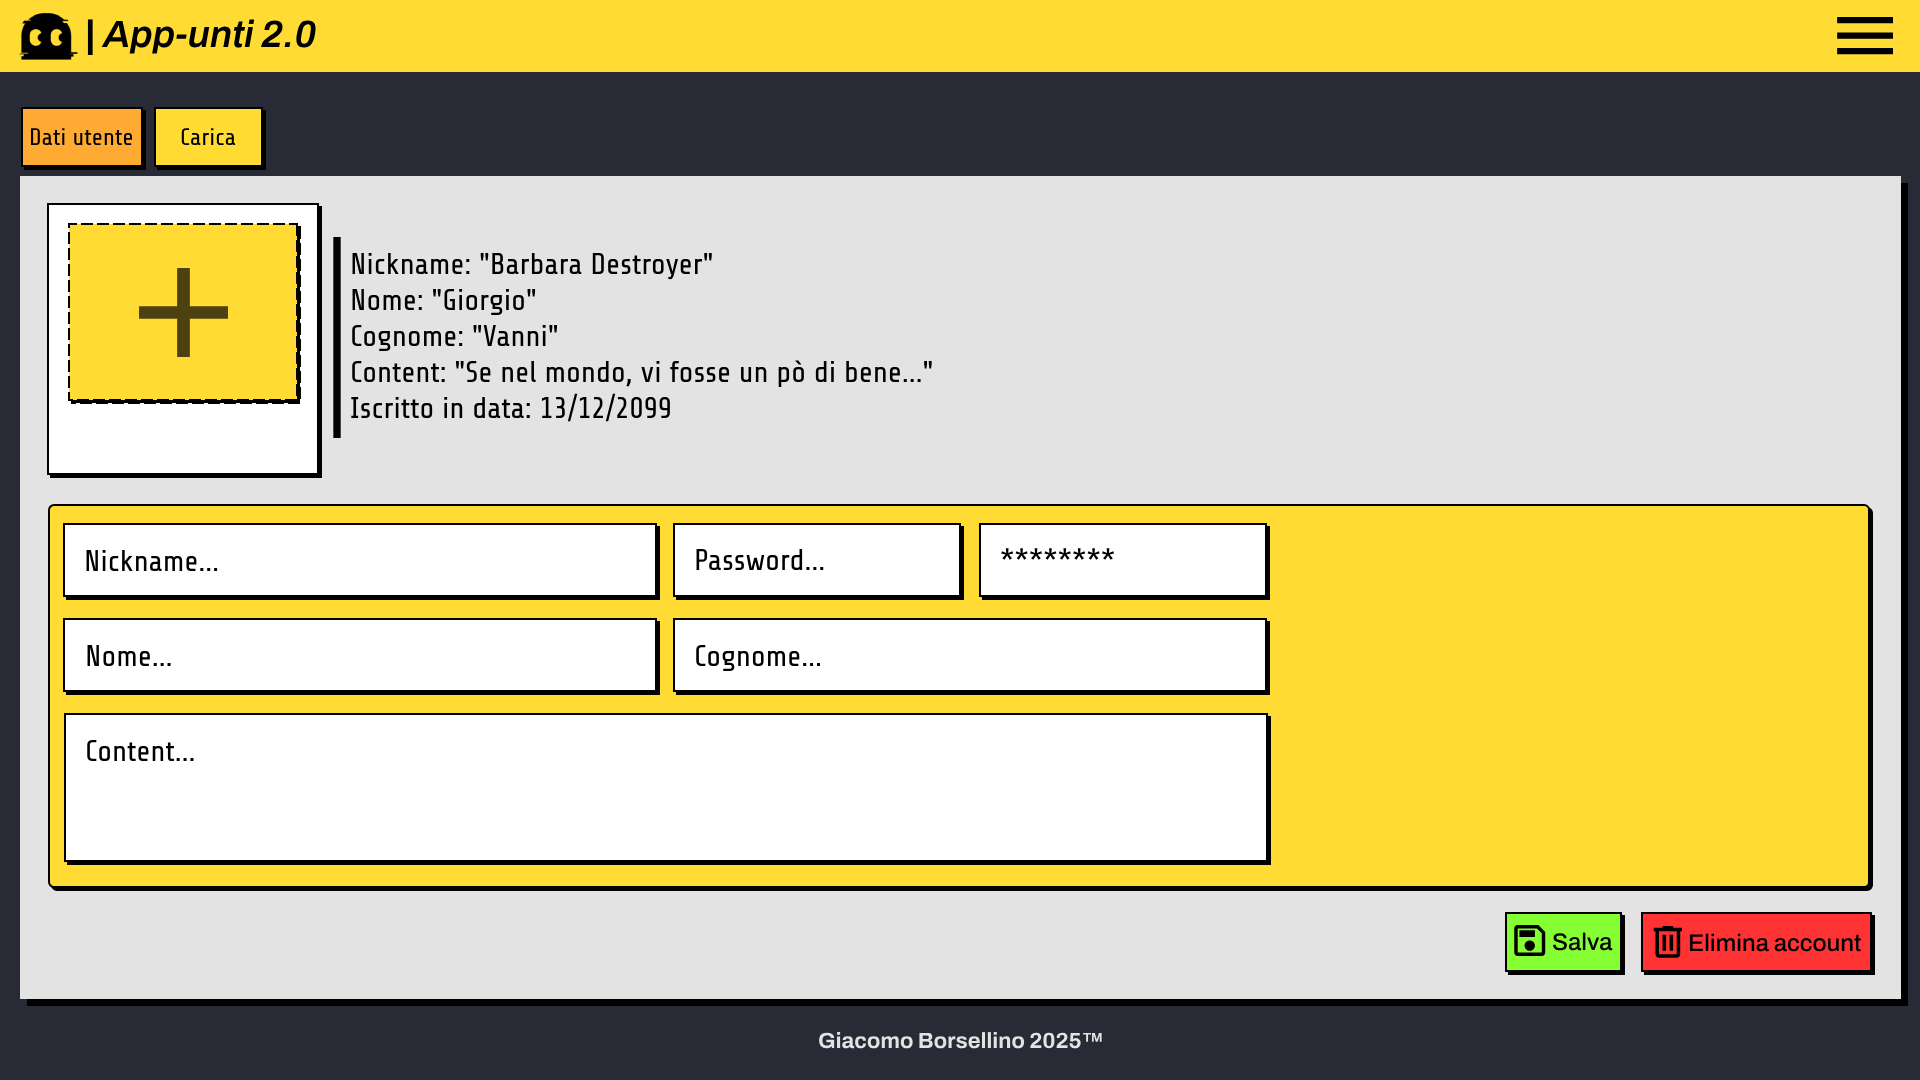 | App-unti 2.0
Dati utente
Carica
Nickname: "Barbara Destroyer"
Nome: "Giorgio"
Cognome: "Vanni"
Content: "Se nel mondo, vi fosse un pò di bene..."
Iscritto in data: 13/12/2099
Nickname...
Password...
********
Nome...
Cognome...
Content...
Salva
Elimina account
Giacomo Borsellino 2025™